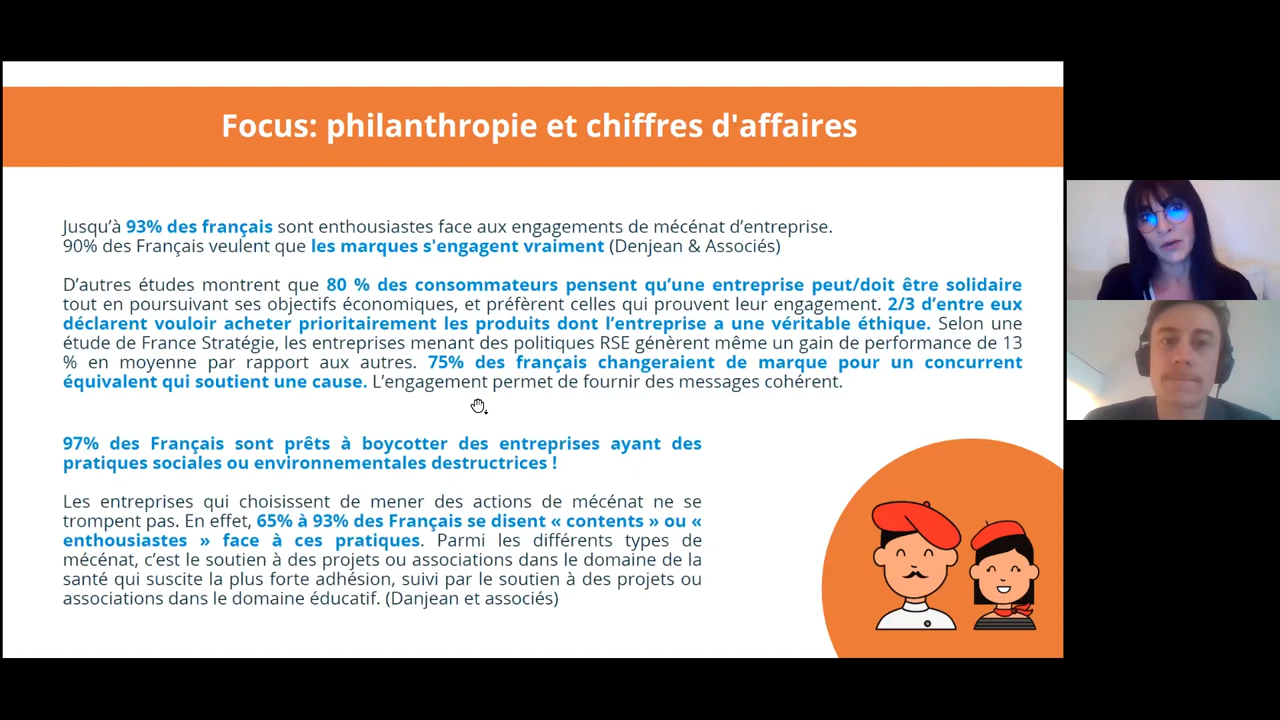 Focus: philanthropie et chiffres d'affaires
Jusqu'à 93% des français sont enthousiastes face aux engagements de mécénat d'entreprise.
90% des Français veulent que les marques s'engagent vraiment (Denjean & Associés)
D'autres études montrent que 80 % des consommateurs pensent qu'une entreprise peut/doit être solidaire
tout en poursuivant ses objectifs économiques, et préfèrent celles qui prouvent leur engagement. 2/3 d'entre eux
déclarent vouloir acheter prioritairement les produits dont l'entreprise a une véritable éthique. Selon une
étude de France Stratégie, les entreprises menant des politiques RSE génèrent même un gain de performance de 13
% en moyenne par rapport aux autres. 75% des français changeraient de marque pour un concurrent
équivalent qui soutient une cause. L'engagement permet de fournir des messages cohérent.
97% des Français sont prêts à boycotter des entreprises ayant des
pratiques sociales ou environnementales destructrices !
Les entreprises qui choisissent de mener des actions de mécénat ne se
trompent pas. En effet, 65% à 93% des Français se disent « contents » ou «
enthousiastes » face à ces pratiques. Parmi les différents types de
mécénat, c'est le soutien à des projets ou associations dans le domaine de la
santé qui suscite la plus forte adhésion, suivi par le soutien à des projets ou
associations dans le domaine éducatif. (Danjean et associés)